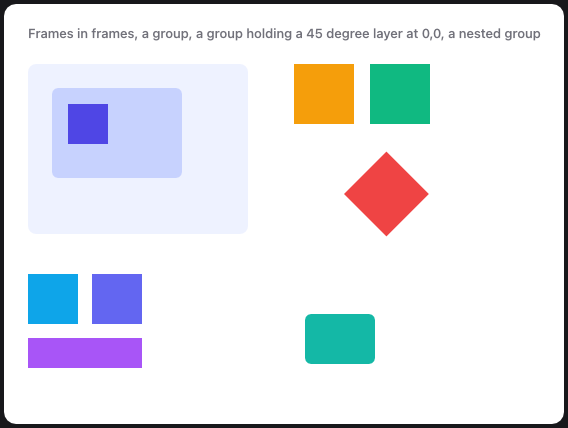 Frames in frames, a group, a group holding a 45 degree layer at 0,0, a nested group